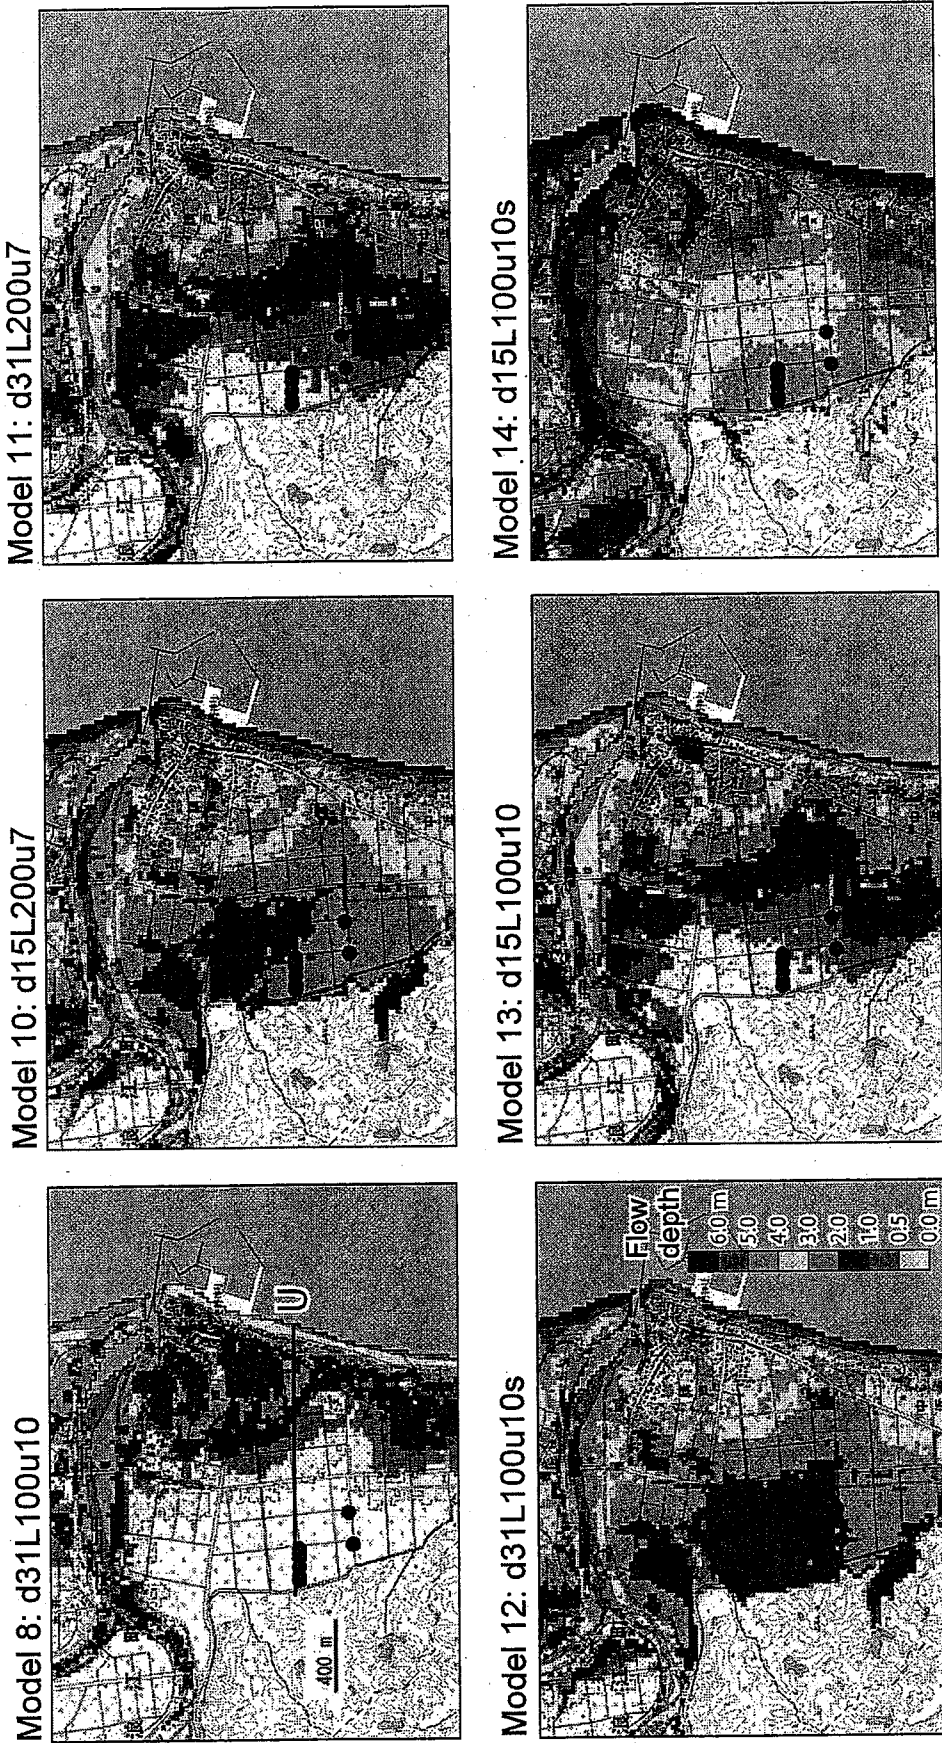 Model 8: d31L100u10
Model 10: d15L200u7
Model 11: d31L200u7
U
400 m
Model 12: d31L100u10s
Model 13: d15L100u10
Model 14: d15L100u10s
Flow
depth
6.0 m
5.0
4.0
3.0
2.0
1.0
0.5
0.0 m